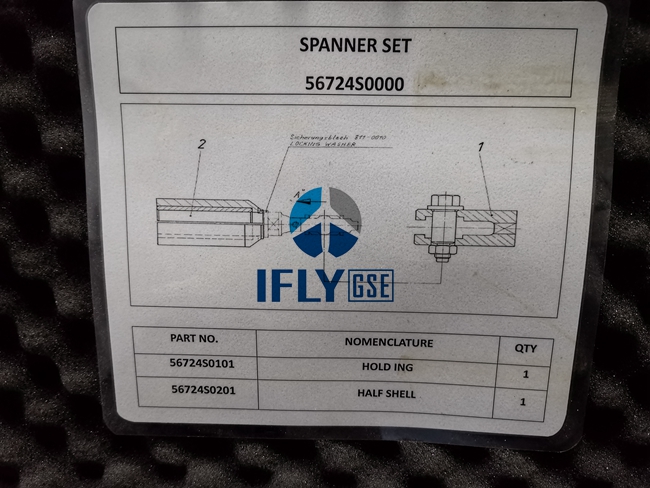 SPANNER SET
56724S0000
2
Sicherungsblech
LOCKING WASHER
1
IFLY GSE
PART NO. NOMENCLATURE QTY
56724S0101 HOLD ING 1
56724S0201 HALF SHELL 1